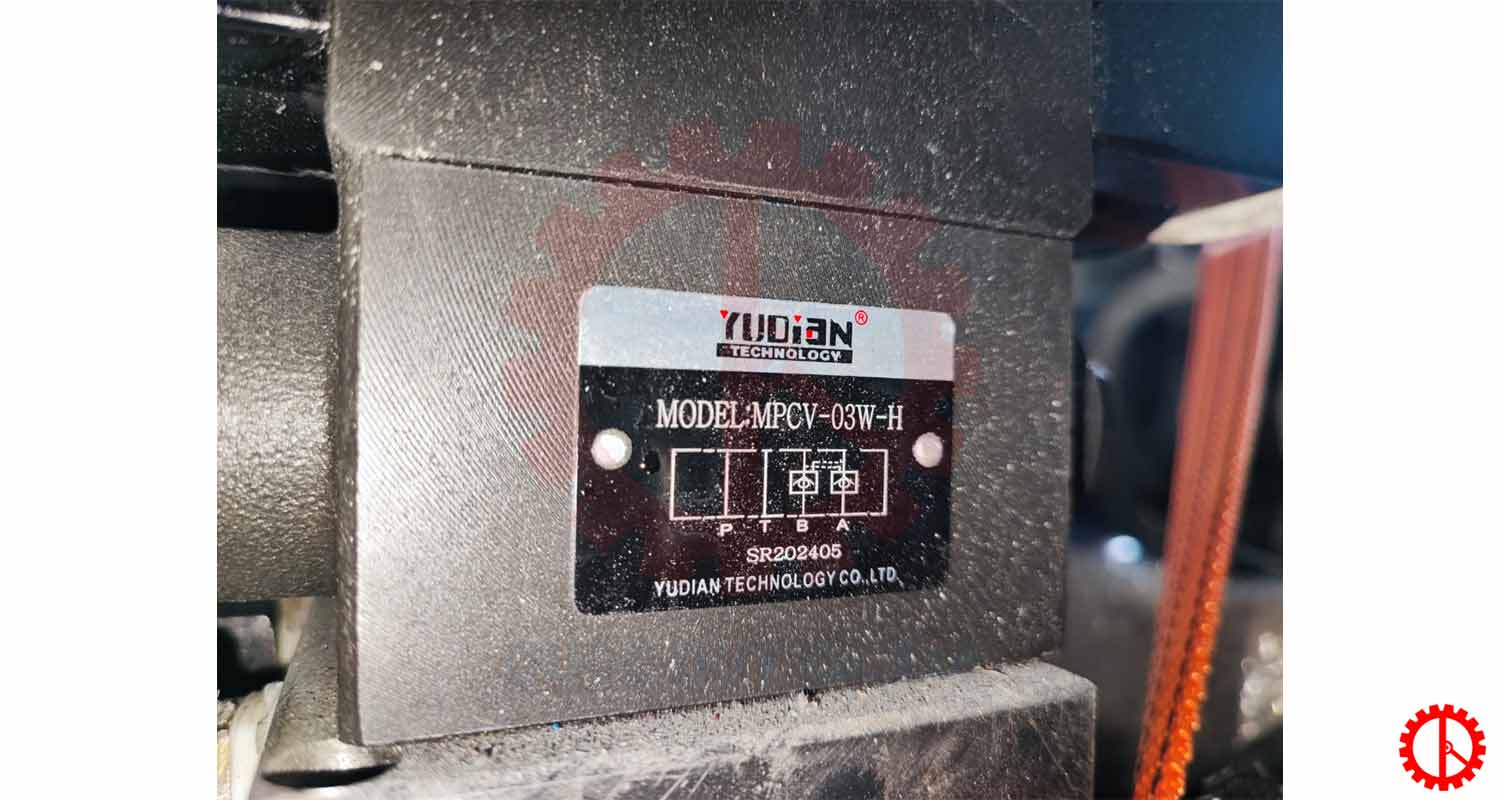 YUDiAN®
TECHNOLOGY
MODEL:MPCV-03W-H
P T B A
SR202405
YUDIAN TECHNOLOGY CO.,LTD.